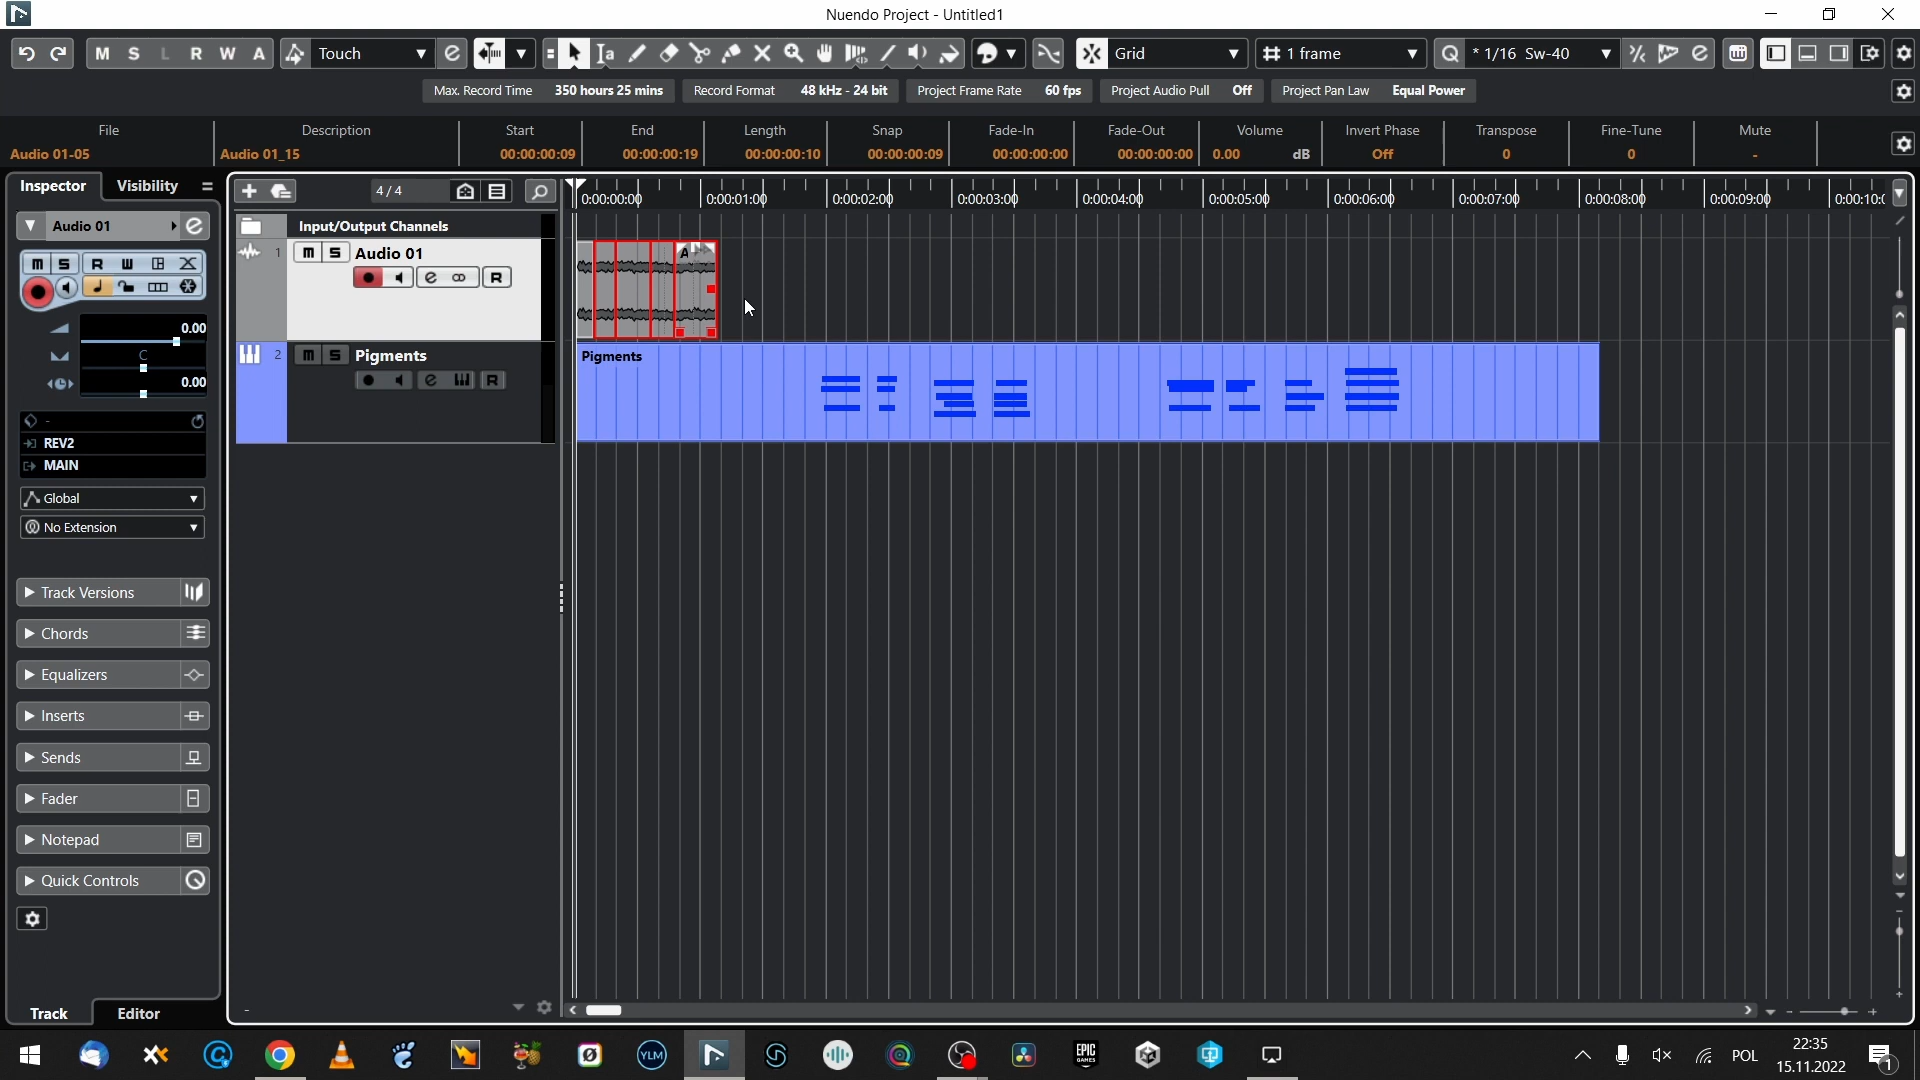 Nuendo Project - Untitled1
M S L R W A Touch Grid 1 frame * 1/16 Sw-40
Max. Record Time 350 hours 25 mins Record Format 48 kHz - 24 bit Project Frame Rate 60 fps Project Audio Pull Off Project Pan Law Equal Power
File Description Start End Length Snap Fade-In Fade-Out Volume Invert Phase Transpose Fine-Tune Mute
Audio 01-05 Audio 01_15 00:00:00:09 00:00:00:19 00:00:00:10 00:00:00:09 00:00:00:00 00:00:00:00 0.00 dB Off 0 0 -
Inspector Visibility
4 / 4
0:00:00:00 0:00:01:00 0:00:02:00 0:00:03:00 0:00:04:00 0:00:05:00 0:00:06:00 0:00:07:00 0:00:08:00 0:00:09:00 0:00:10:
Audio 01
Input/Output Channels
1 m S Audio 01
R
A
m S R W
0.00
C
0.00
2 m S Pigments
R
Pigments
-
REV2
MAIN
Global
No Extension
Track Versions
Chords
Equalizers
Inserts
Sends
Fader
Notepad
Quick Controls
Track Editor
-
YLM
EPIC GAMES
POL
22:35
15.11.2022
1